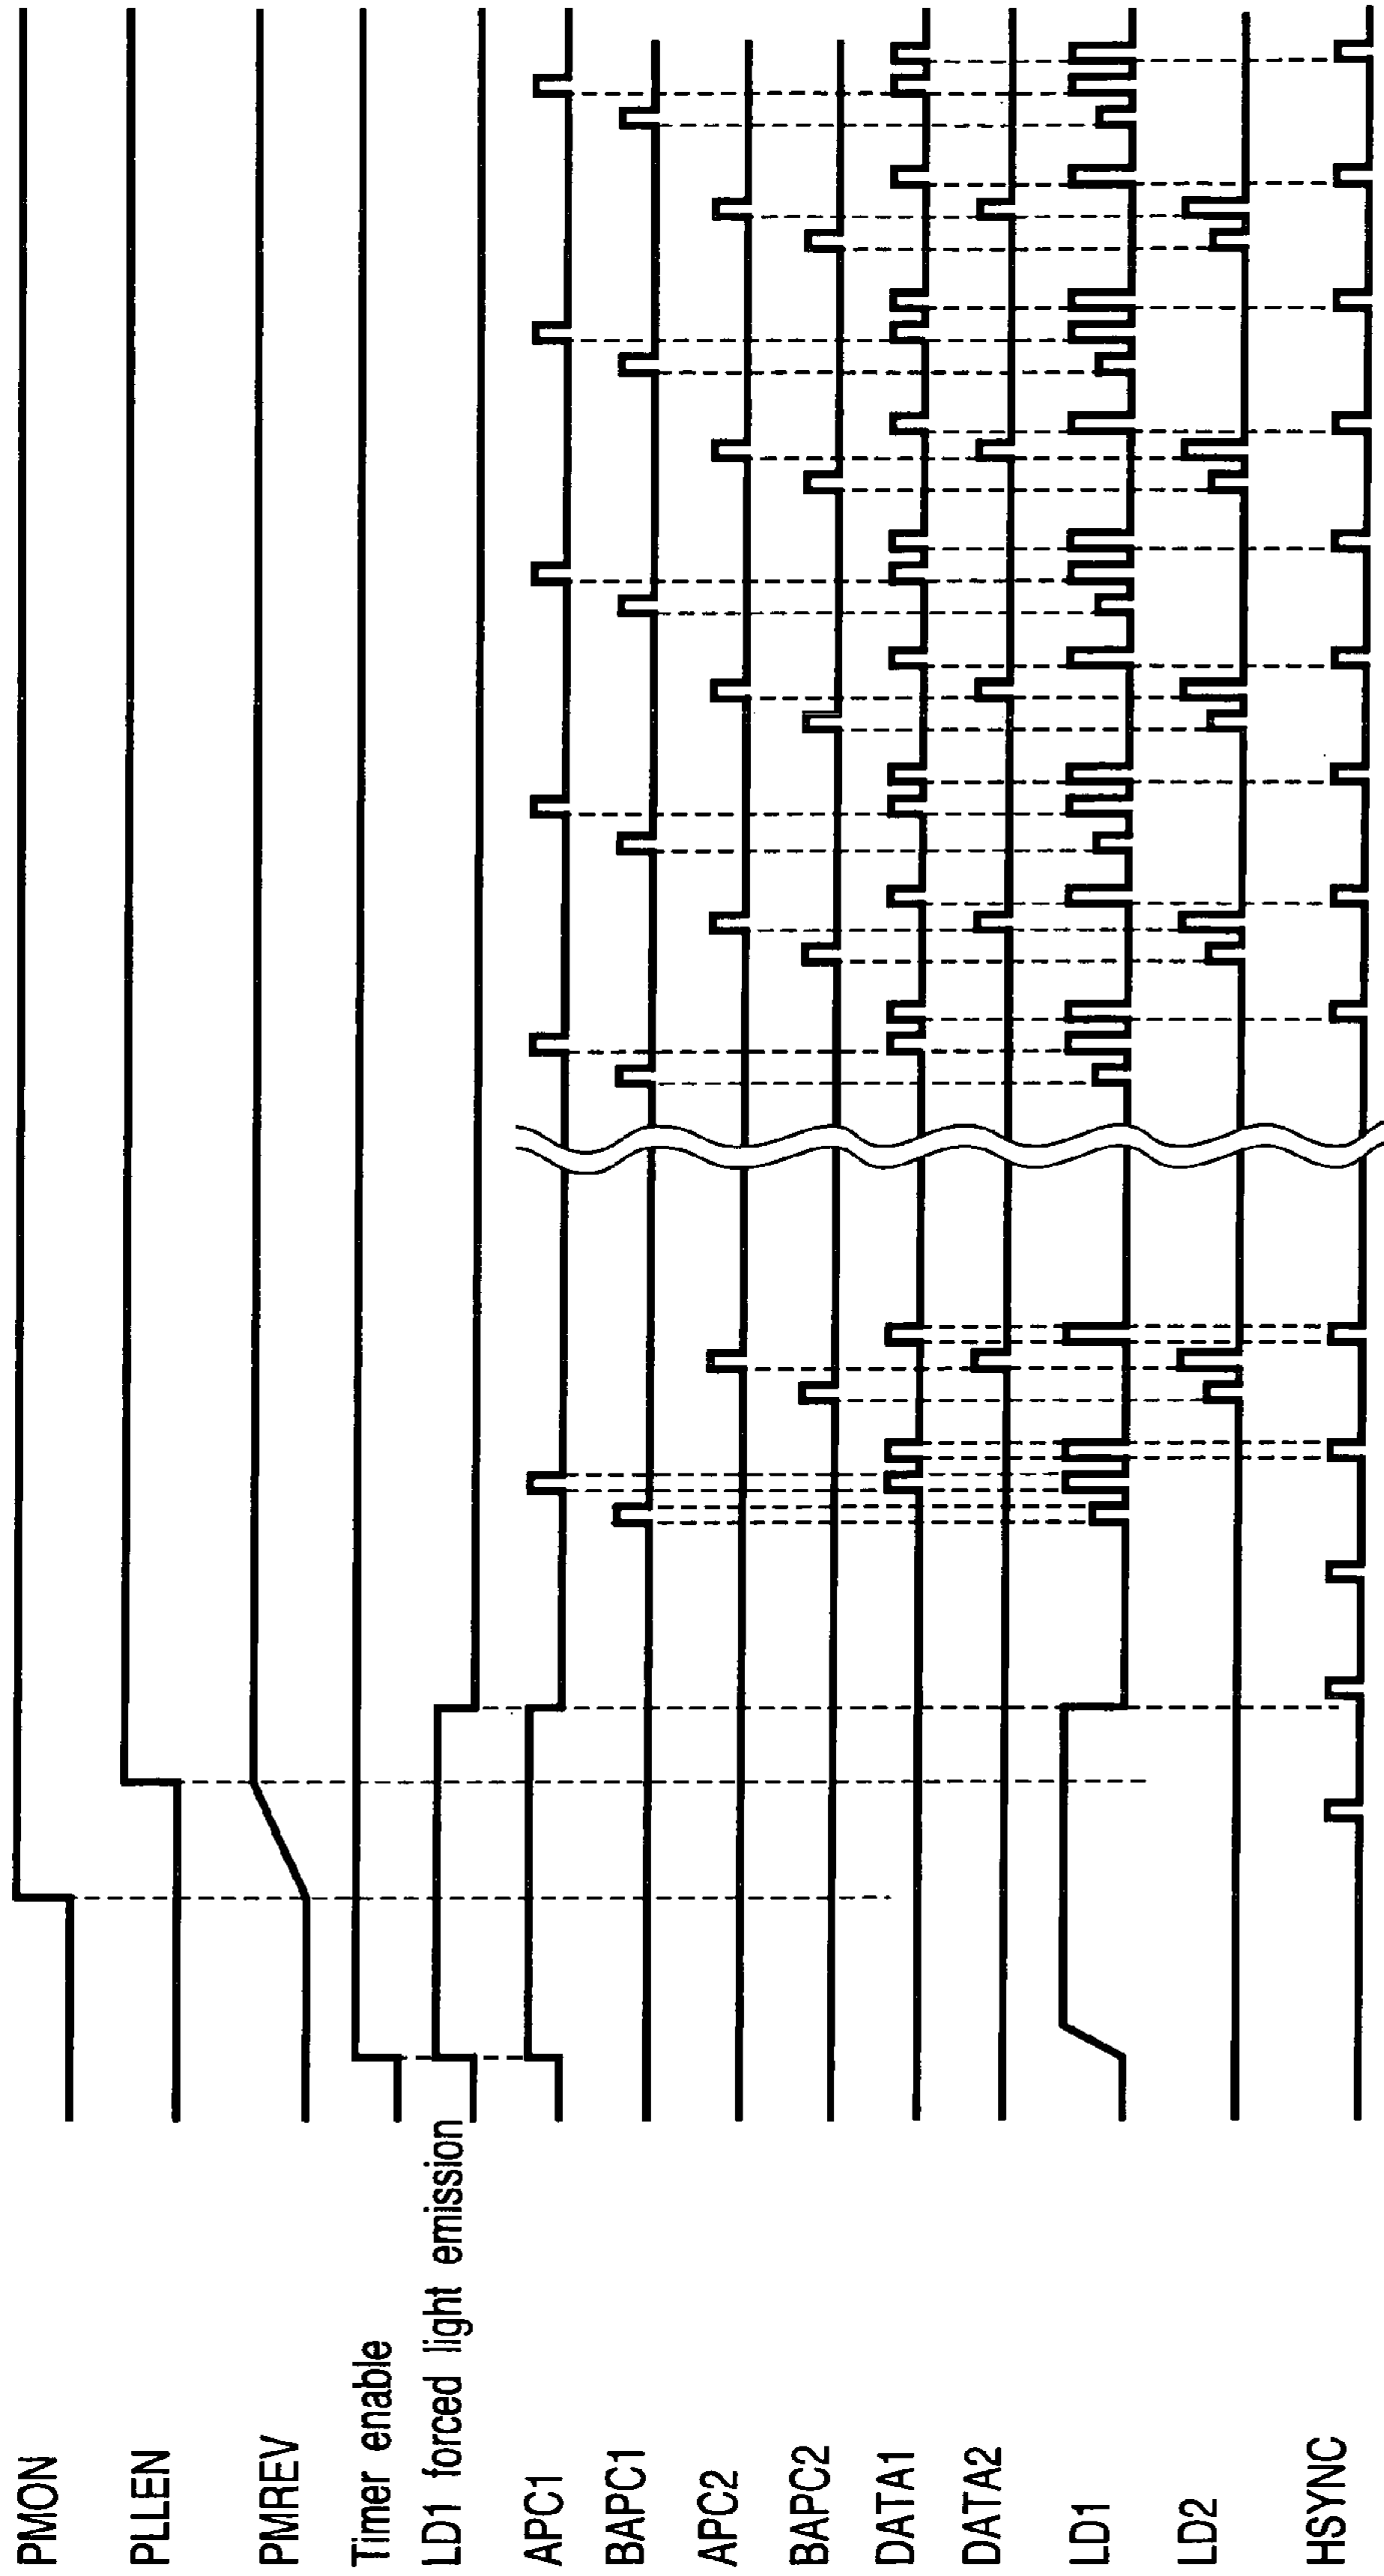 PMON
PLLEN
PMREV
Timer enable
LD1 forced light emission
APC1
BAPC1
APC2
BAPC2
DATA1
DATA2
LD1
LD2
HSYNC